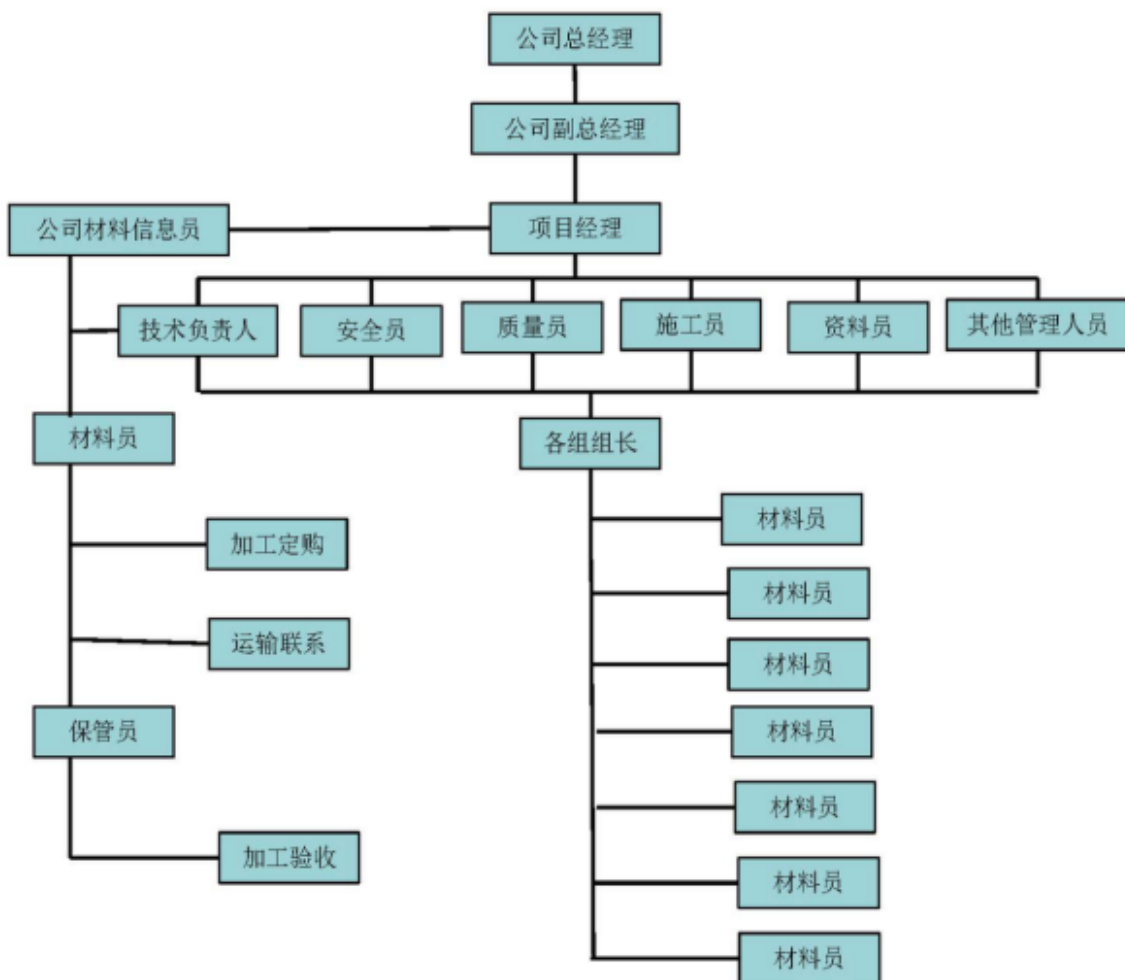 公司总经理
公司副总经理
公司材料信息员
项目经理
技术负责人
安全员
质量员
施工员
资料员
其他管理人员
材料员
各组组长
材料员
加工定购
材料员
运输联系
材料员
保管员
材料员
材料员
加工验收
材料员
材料员